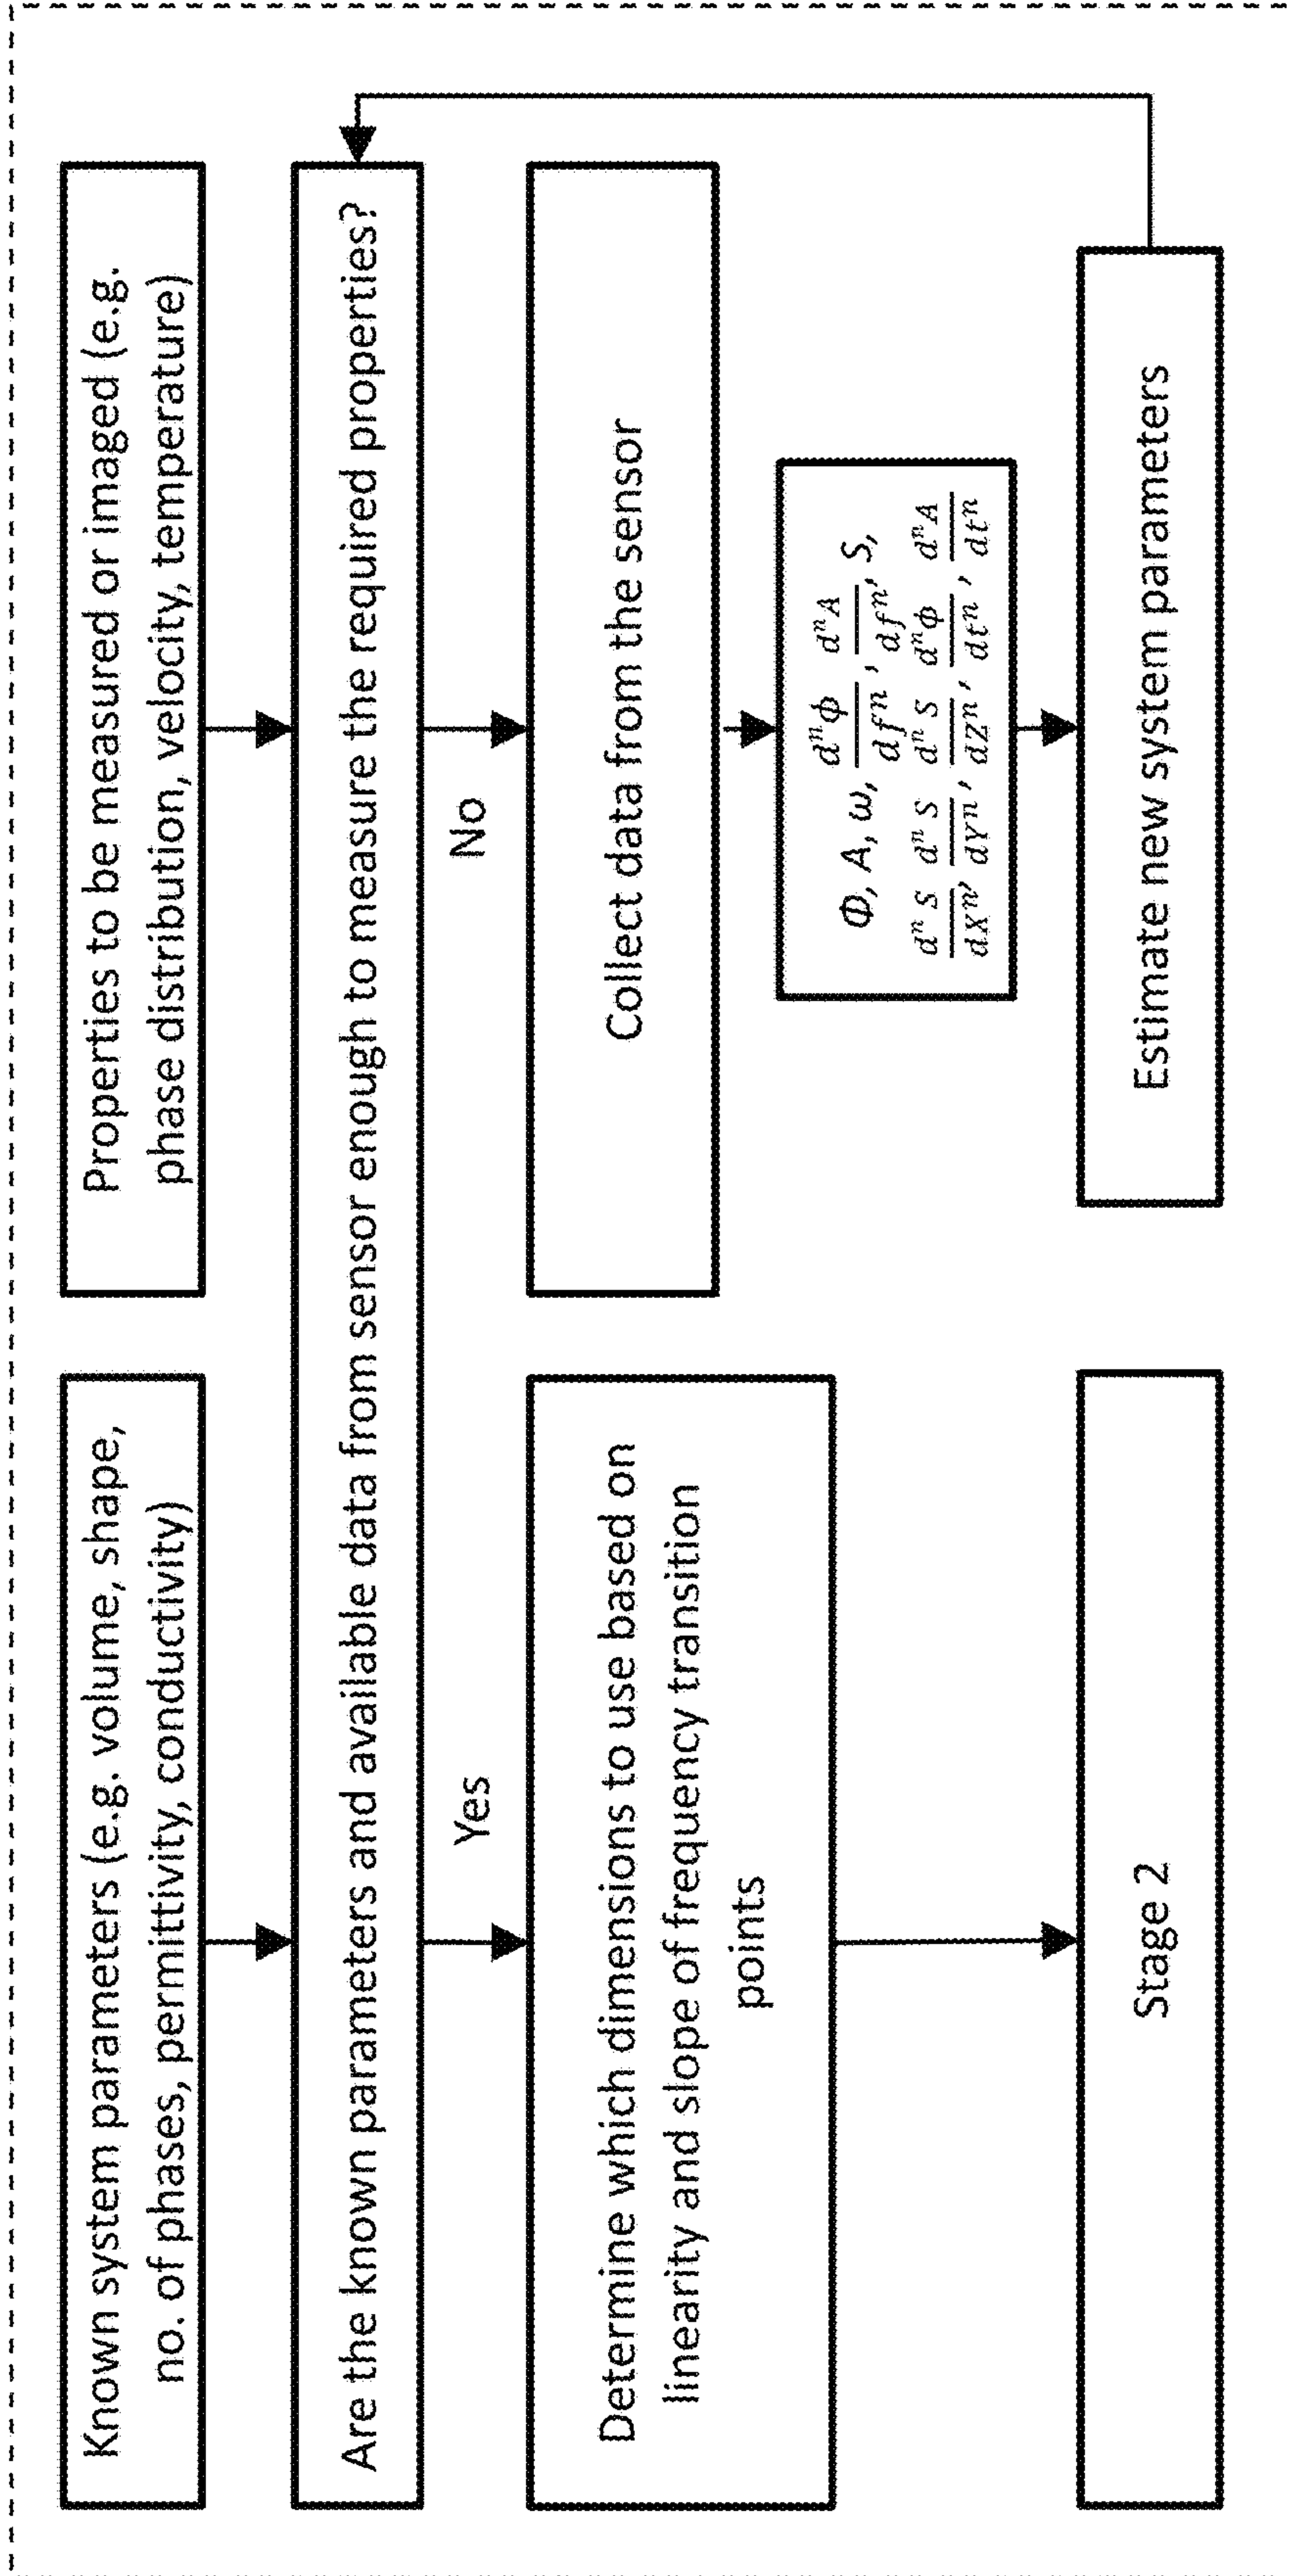 Known system parameters (e.g. volume, shape,
no. of phases, permittivity, conductivity)
Properties to be measured or imaged (e.g.
phase distribution, velocity, temperature)
Are the known parameters and available data from sensor enough to measure the required properties?
Yes
No
Determine which dimensions to use based on
linearity and slope of frequency transition
points
Collect data from the sensor
Φ, A, ω, dⁿϕ/dfⁿ, dⁿA/dfⁿ, S,
dⁿS/dXⁿ, dⁿS/dYⁿ, dⁿS/dZⁿ, dⁿϕ/dtⁿ, dⁿA/dtⁿ
Stage 2
Estimate new system parameters